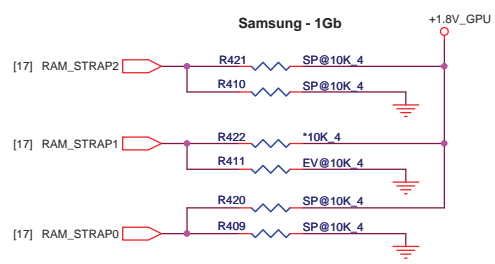 Samsung - 1Gb
+1.8V_GPU
[17] RAM_STRAP2 R421 SP@10K_4
R410 SP@10K_4
[17] RAM_STRAP1 R422 *10K_4
R411 EV@10K_4
R420 SP@10K_4
[17] RAM_STRAP0 R409 SP@10K_4